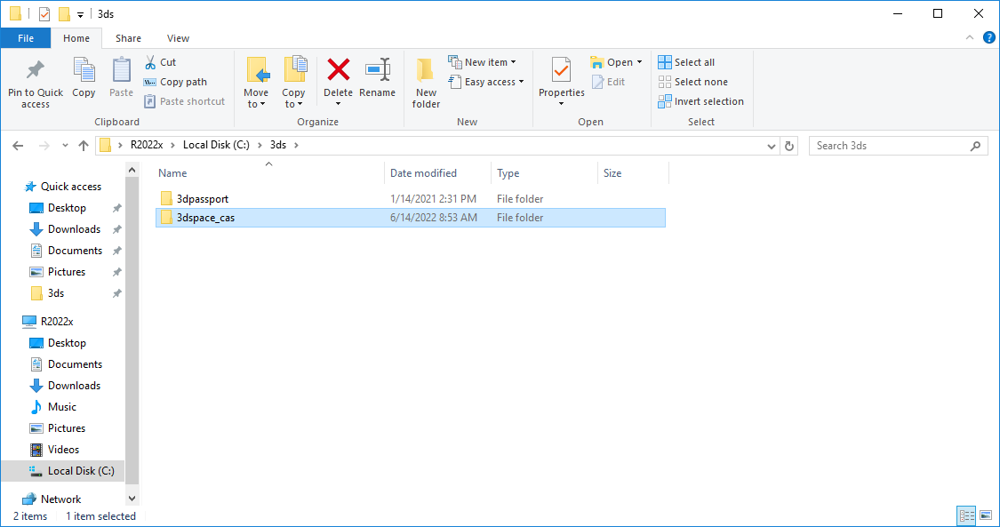 3ds
File Home Share View
Pin to Quick access
Copy
Paste
Cut
Copy path
Paste shortcut
Clipboard
Move to
Copy to
Delete
Rename
Organize
New folder
New item
Easy access
New
Properties
Open
Edit
Open
Select all
Select none
Invert selection
Select
R2022x > Local Disk (C:) > 3ds >
Search 3ds
Name Date modified Type Size
3dpassport 1/14/2021 2:31 PM File folder
3dspace_cas 6/14/2022 8:53 AM File folder
Quick access
Desktop
Downloads
Documents
Pictures
3ds
R2022x
Desktop
Documents
Downloads
Music
Pictures
Videos
Local Disk (C:)
Network
2 items 1 item selected